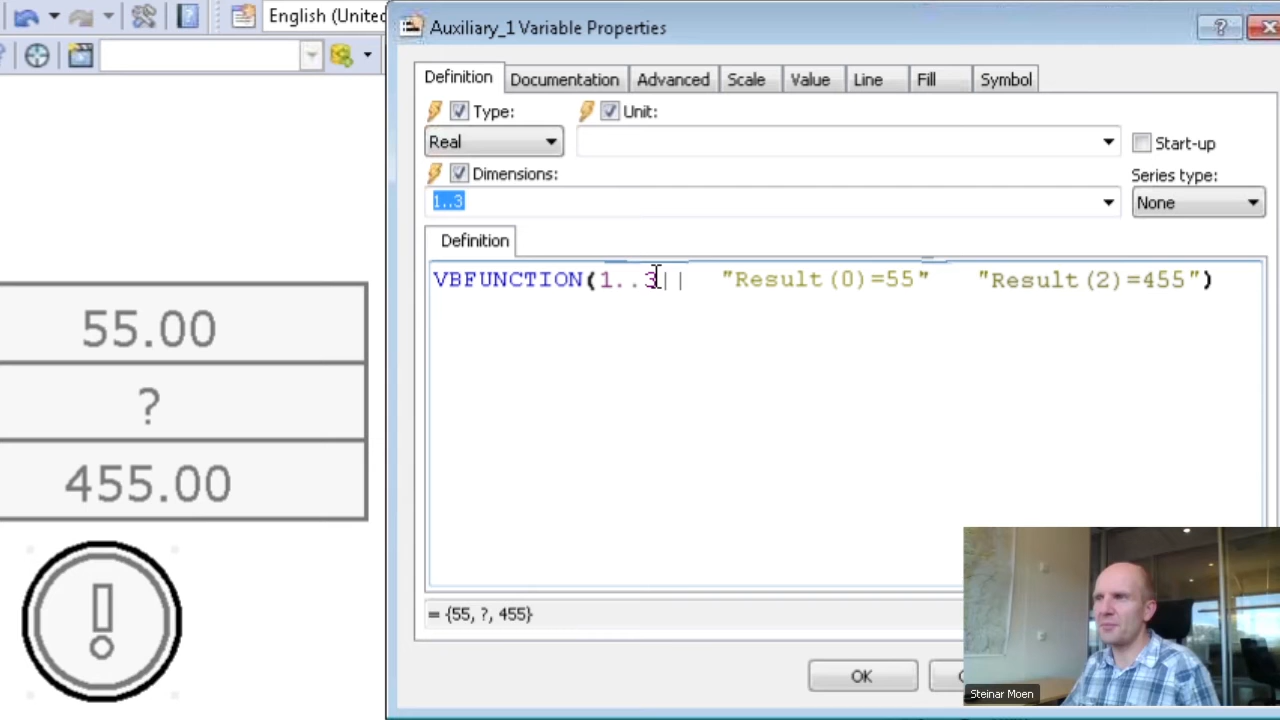 English (United
Auxiliary_1 Variable Properties
Definition Documentation Advanced Scale Value Line Fill Symbol
Type: Unit:
Real Start-up
Dimensions: Series type:
1..3 None
Definition
VBFUNCTION(1..3|| "Result(0)=55" "Result(2)=455")
55.00
?
455.00
= {55, ?, 455}
OK
Steinar Moen